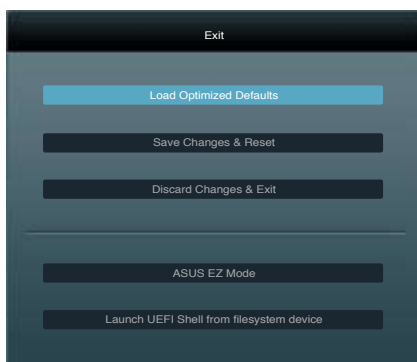 Exit
Load Optimized Defaults
Save Changes & Reset
Discard Changes & Exit
ASUS EZ Mode
Launch UEFI Shell from filesystem device